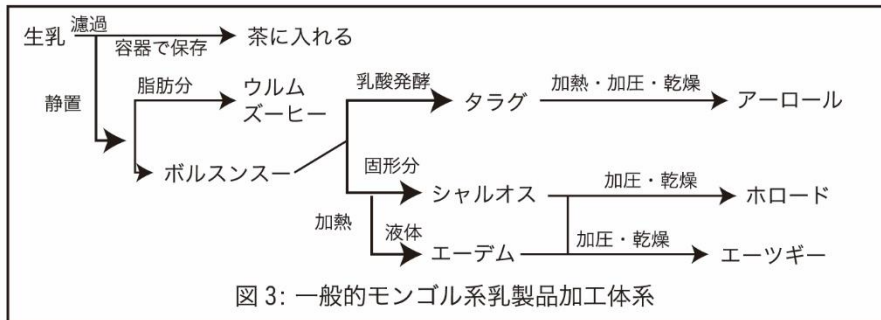 生乳 濾過 茶に入れる
容器で保存
静置 脂肪分 ウルム
ズーヒー
乳酸発酵 タラグ 加熱・加圧・乾燥 アーロール
ボルスンスー
固形分 シャルオス 加圧・乾燥 ホロード
加熱 液体 エーデム 加圧・乾燥 エーツギー
図 3: 一般的モンゴル系乳製品加工体系